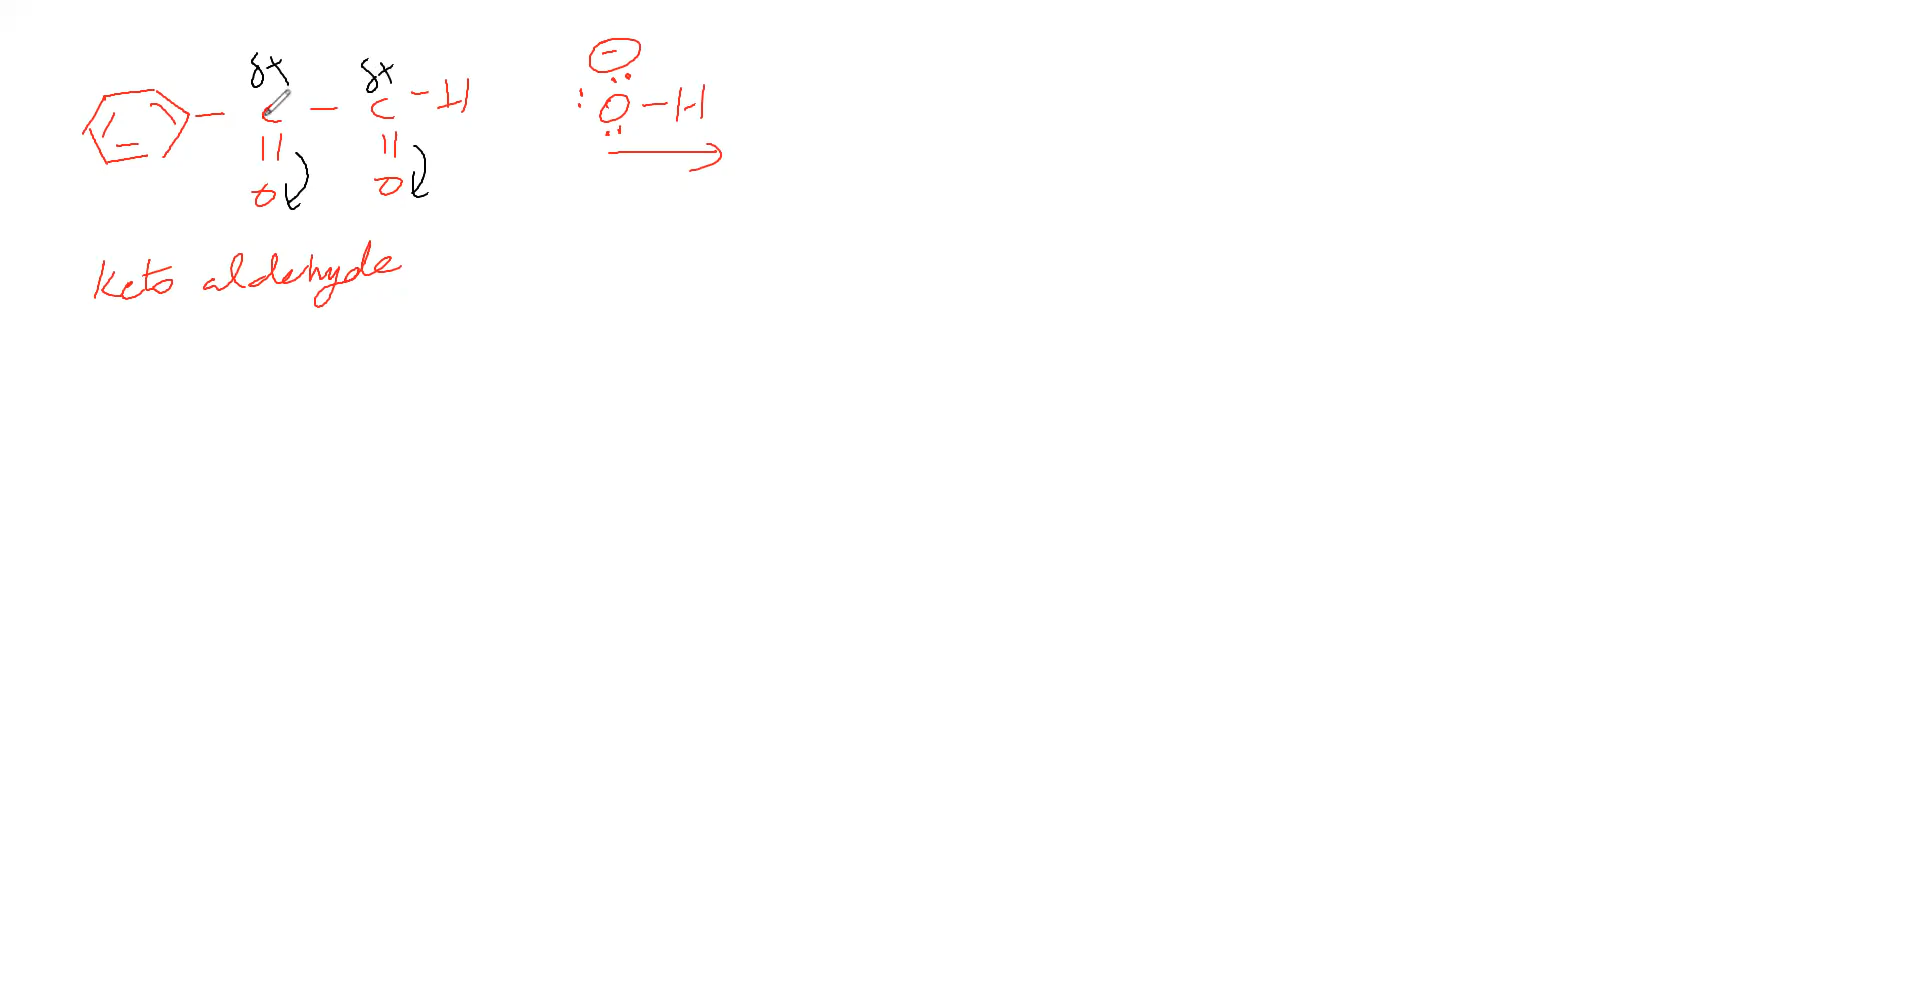 δ+ δ+ ⊖
C – C – H :O – H
O O
Keto aldehyde